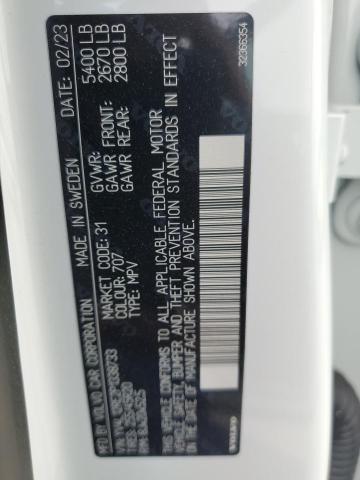 MFD BY: VOLVO CAR CORPORATION MADE IN SWEDEN DATE: 02/23
GVWR: 5400 LB
MARKET CODE: 31 GAWR FRONT: 2670 LB
COLOUR: 707 GAWR REAR: 2800 LB
TYPE: MPV
THIS VEHICLE CONFORMS TO ALL APPLICABLE FEDERAL MOTOR
VEHICLE SAFETY, BUMPER AND THEFT PREVENTION STANDARDS IN EFFECT
ON THE DATE OF MANUFACTURE SHOWN ABOVE.
VOLVO 32366354